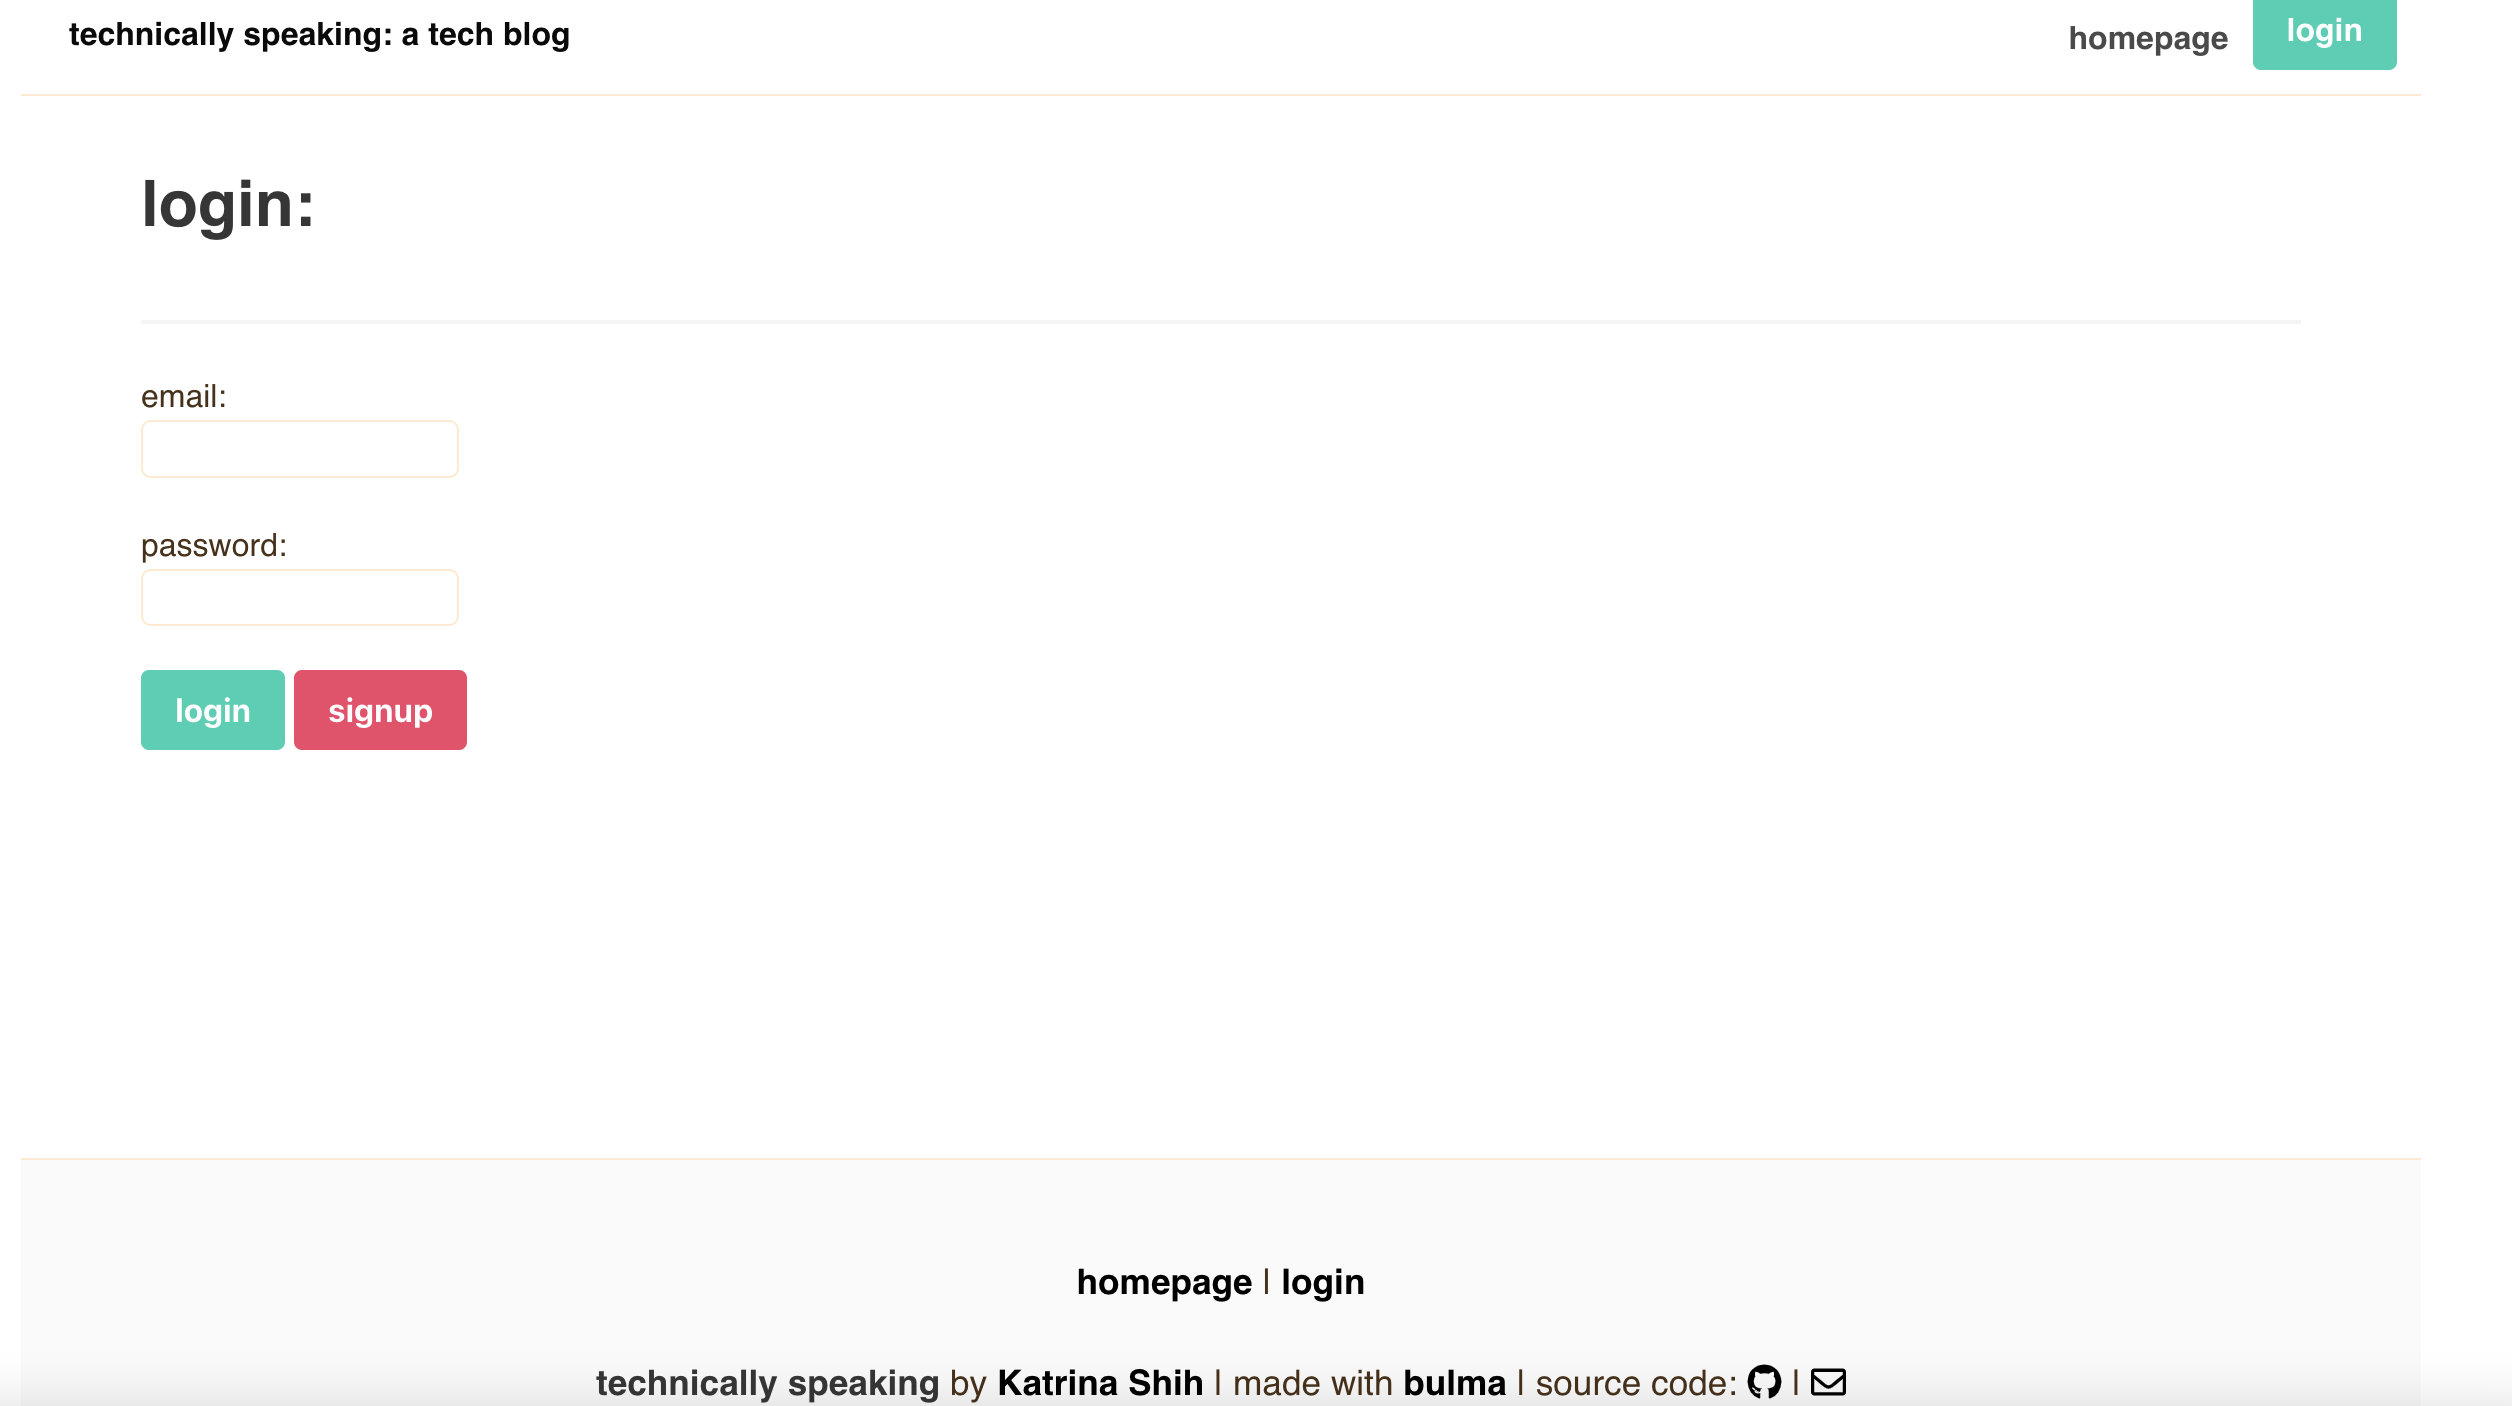 technically speaking: a tech blog
homepage
login
login:
email:
password:
login
signup
homepage | login
technically speaking by Katrina Shih | made with bulma | source code: |